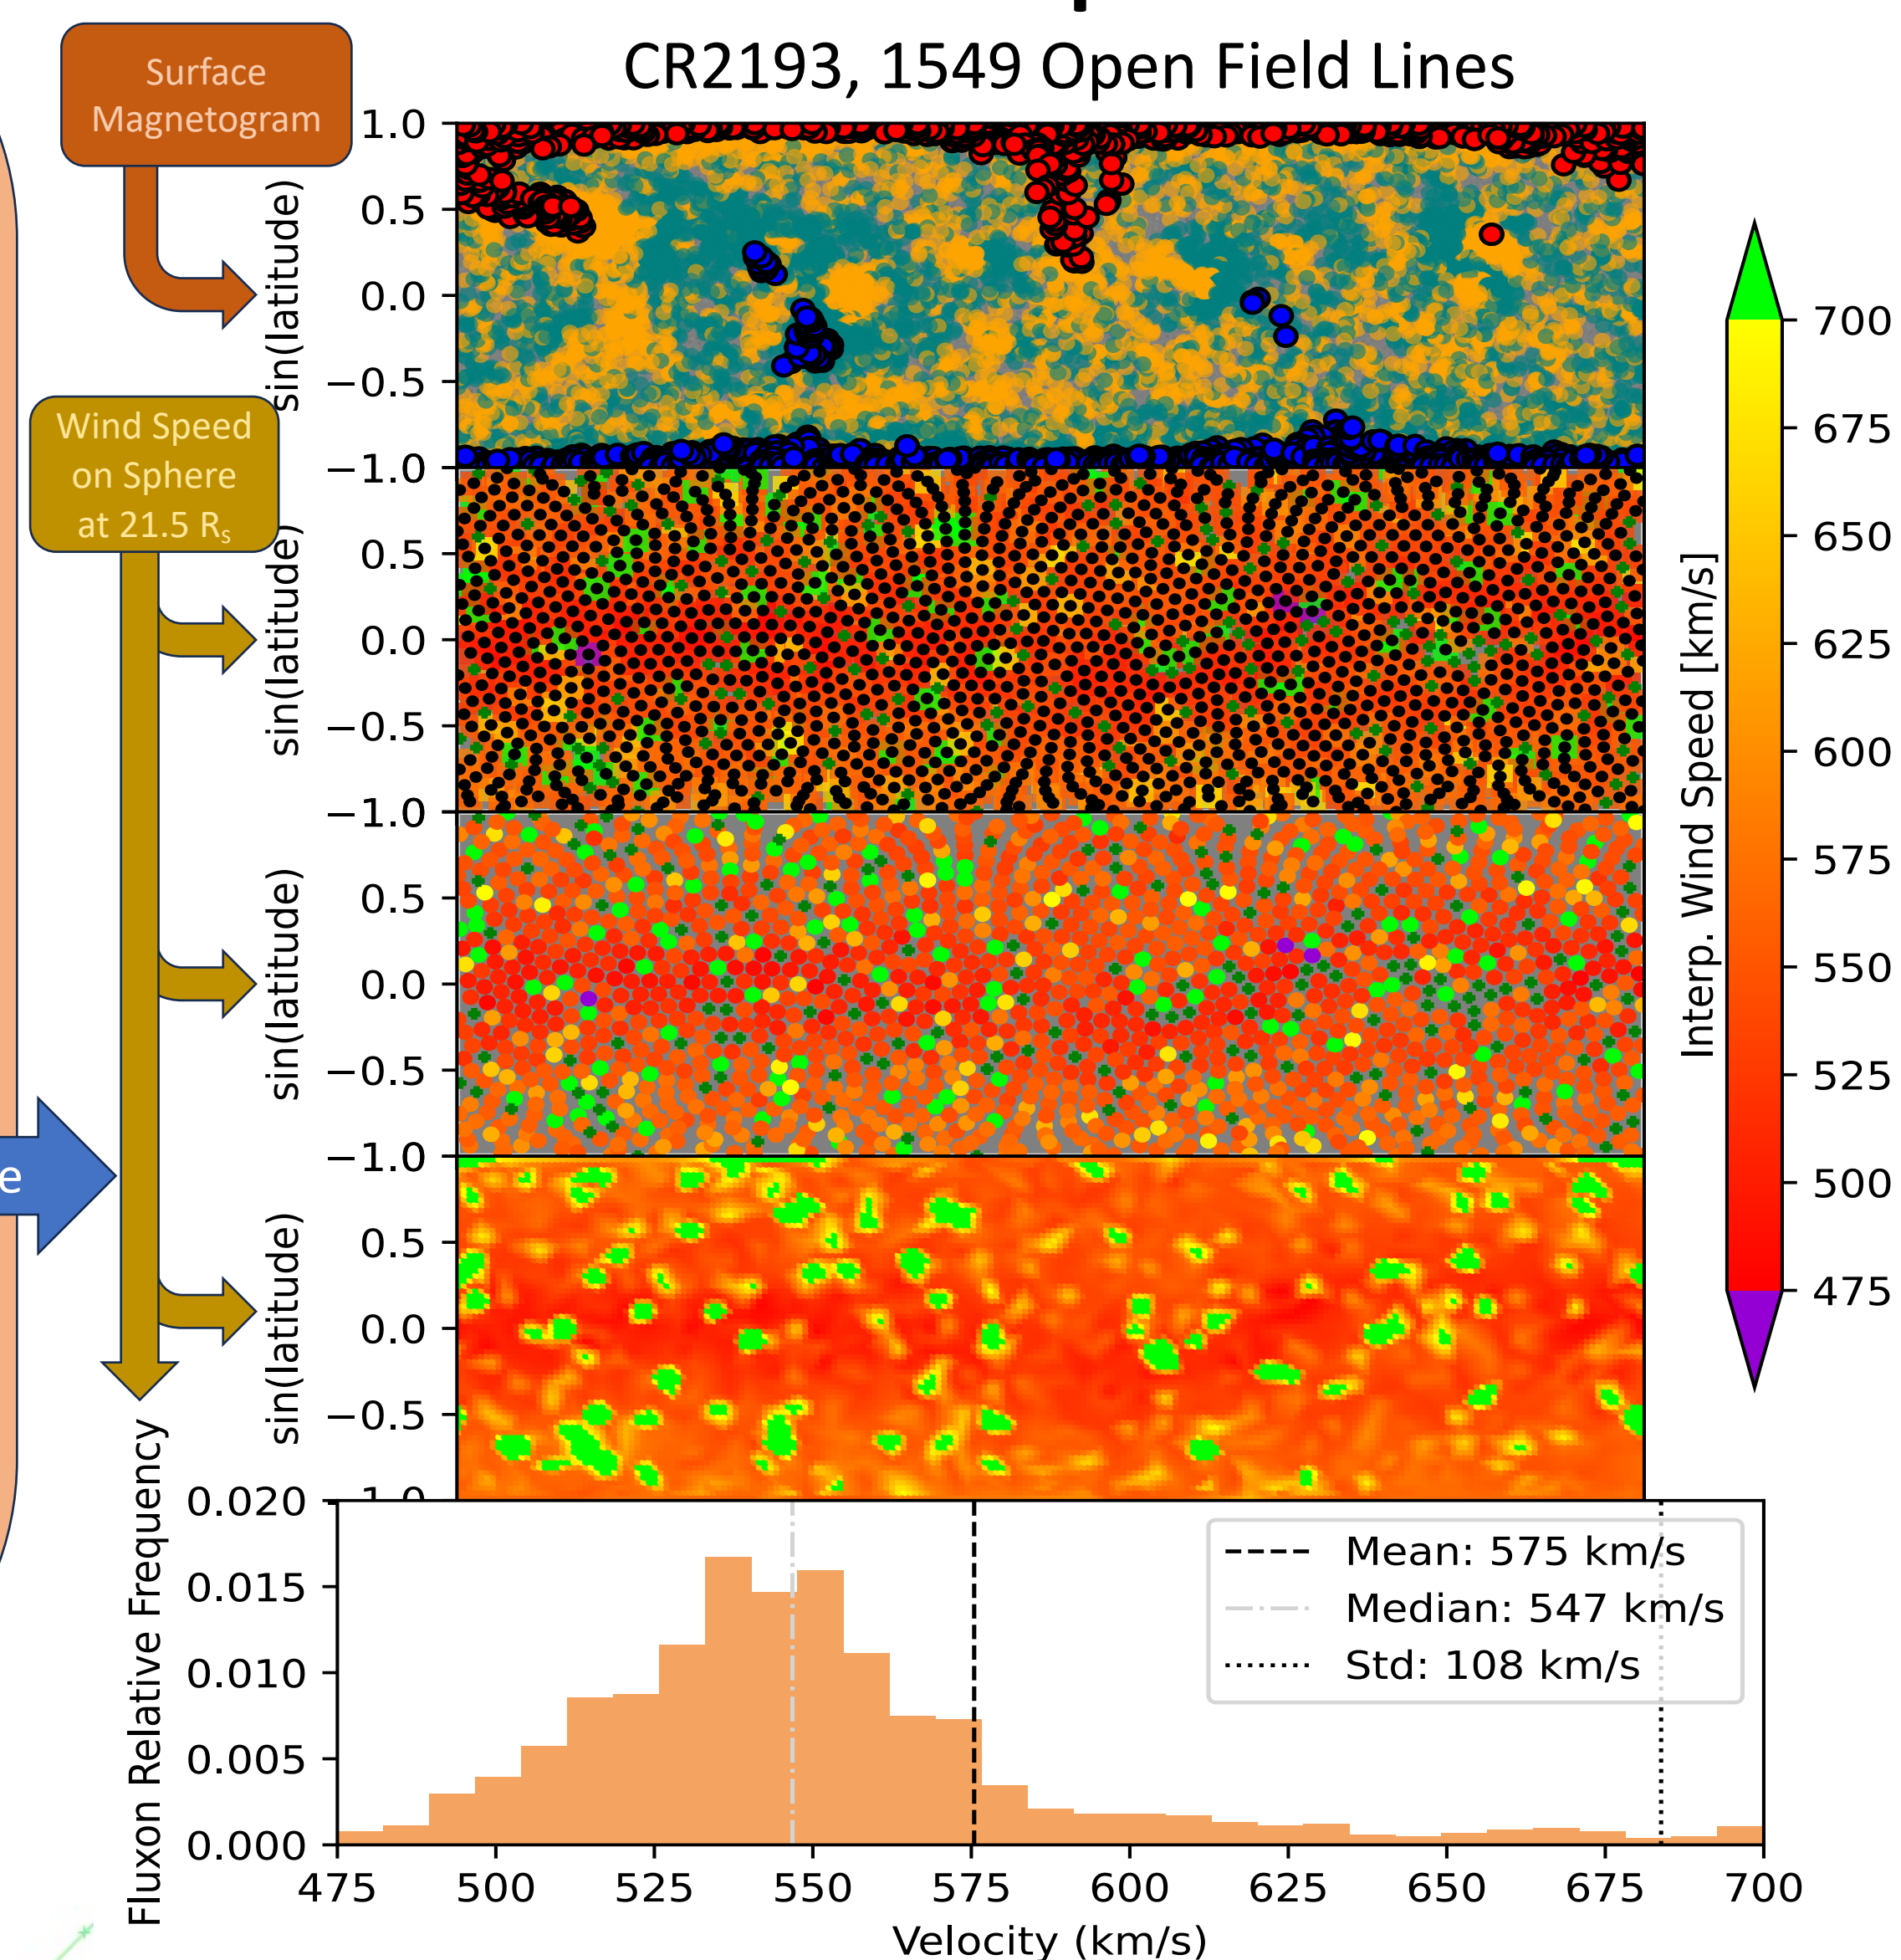 CR2193, 1549 Open Field Lines
Surface
Magnetogram
Wind Speed
on Sphere
at 21.5 Rs
e
1.0
0.5
0.0
−0.5
−1.0
sin(latitude)
0.5
0.0
−0.5
−1.0
sin(latitude)
0.5
0.0
−0.5
−1.0
sin(latitude)
0.5
0.0
−0.5
sin(latitude)
700
675
650
625
600
575
550
525
500
475
Interp. Wind Speed [km/s]
0.020
0.015
0.010
0.005
0.000
Fluxon Relative Frequency
Mean: 575 km/s
Median: 547 km/s
Std: 108 km/s
475 500 525 550 575 600 625 650 675 700
Velocity (km/s)